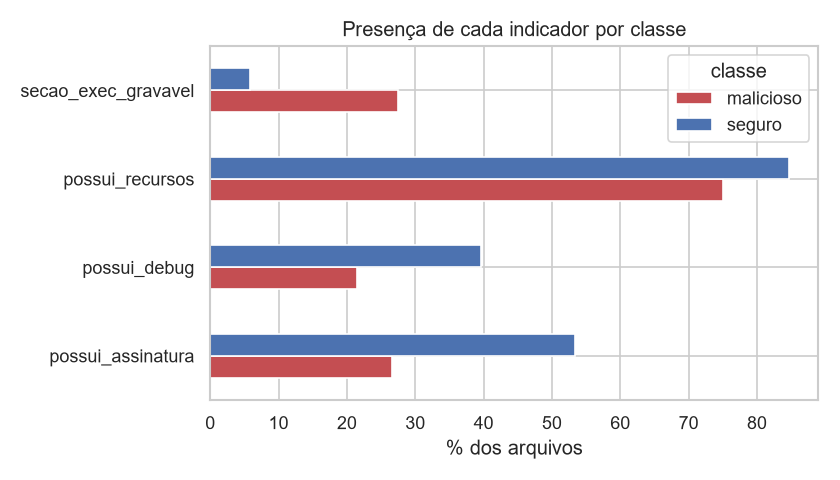 Presença de cada indicador por classe
classe
malicioso
seguro
secao_exec_gravavel
possui_recursos
possui_debug
possui_assinatura
0 10 20 30 40 50 60 70 80
% dos arquivos